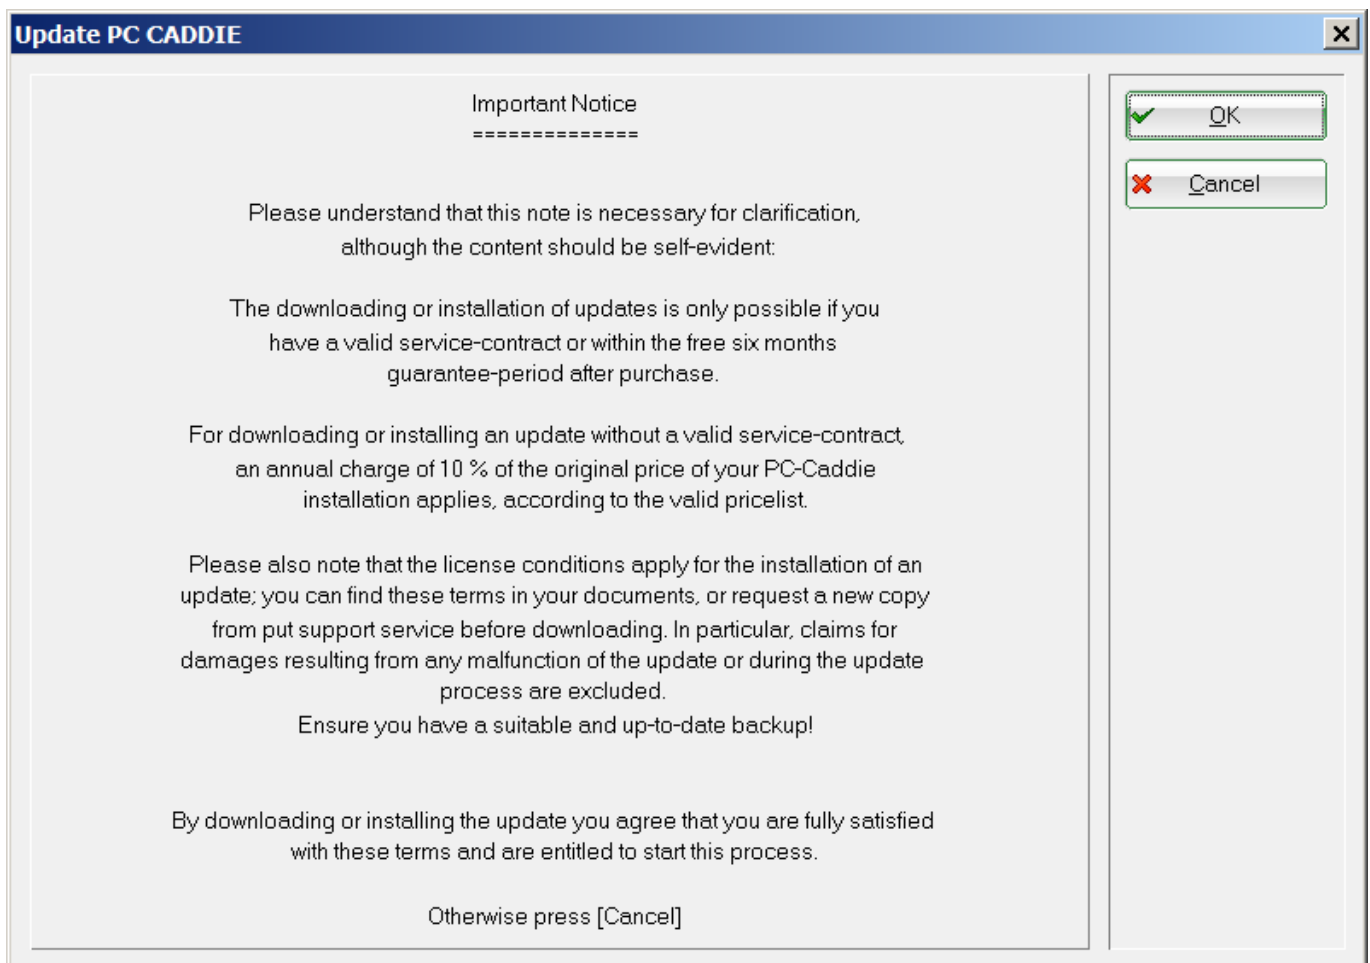 Update PC CADDIE
Important Notice
==============
Please understand that this note is necessary for clarification,
although the content should be self-evident:
The downloading or installation of updates is only possible if you
have a valid service-contract or within the free six months
guarantee-period after purchase.
For downloading or installing an update without a valid service-contract,
an annual charge of 10 % of the original price of your PC-Caddie
installation applies, according to the valid pricelist.
Please also note that the license conditions apply for the installation of an
update; you can find these terms in your documents, or request a new copy
from put support service before downloading. In particular, claims for
damages resulting from any malfunction of the update or during the update
process are excluded.
Ensure you have a suitable and up-to-date backup!
By downloading or installing the update you agree that you are fully satisfied
with these terms and are entitled to start this process.
Otherwise press [Cancel]
OK
Cancel